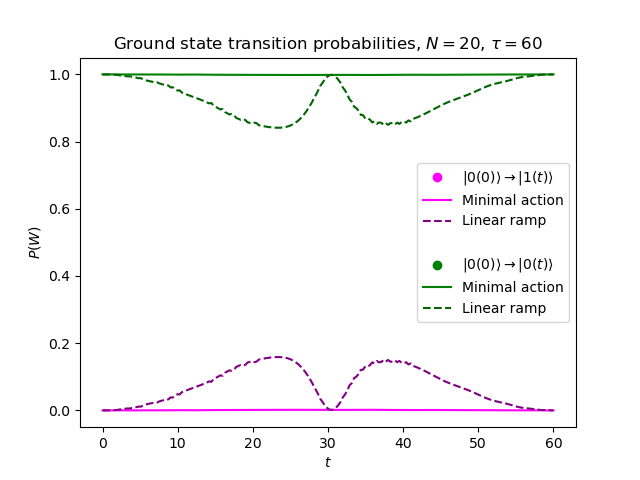 Ground state transition probabilities, N = 20, τ = 60
1.0
0.8
0.6
0.4
0.2
0.0
P(W)
|0(0)⟩ → |1(t)⟩
Minimal action
Linear ramp
|0(0)⟩ → |0(t)⟩
Minimal action
Linear ramp
0 10 20 30 40 50 60
t